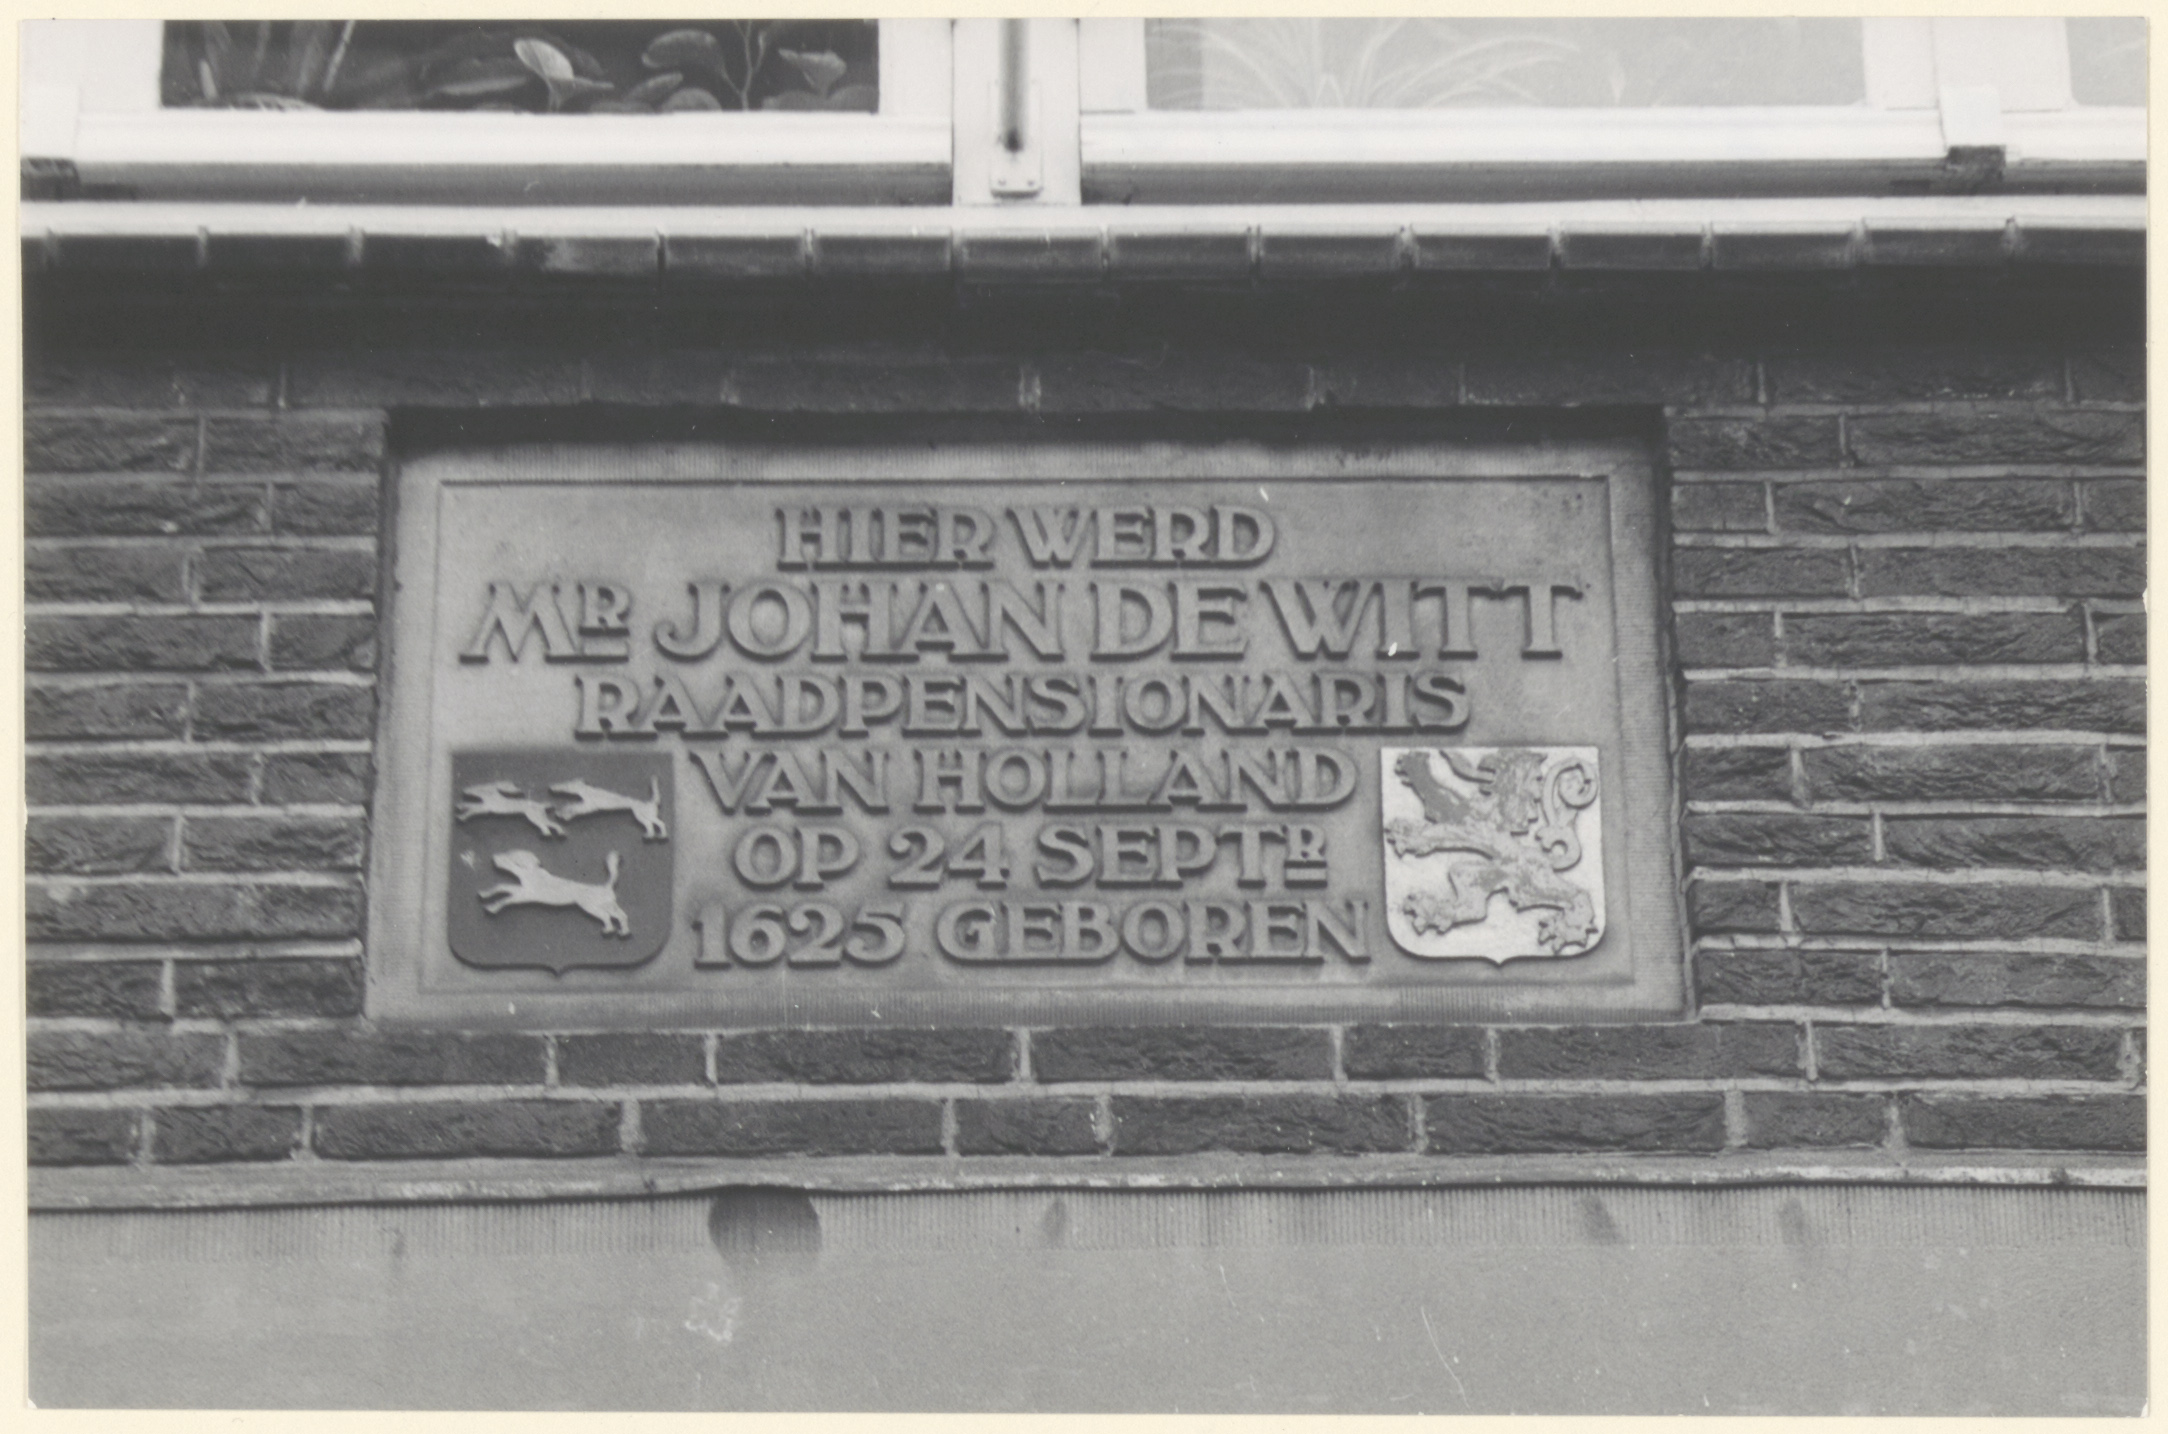 HIER WERD
MR JOHAN DE WITT
RAADPENSIONARIS
VAN HOLLAND
OP 24 SEPTR
1625 GEBOREN